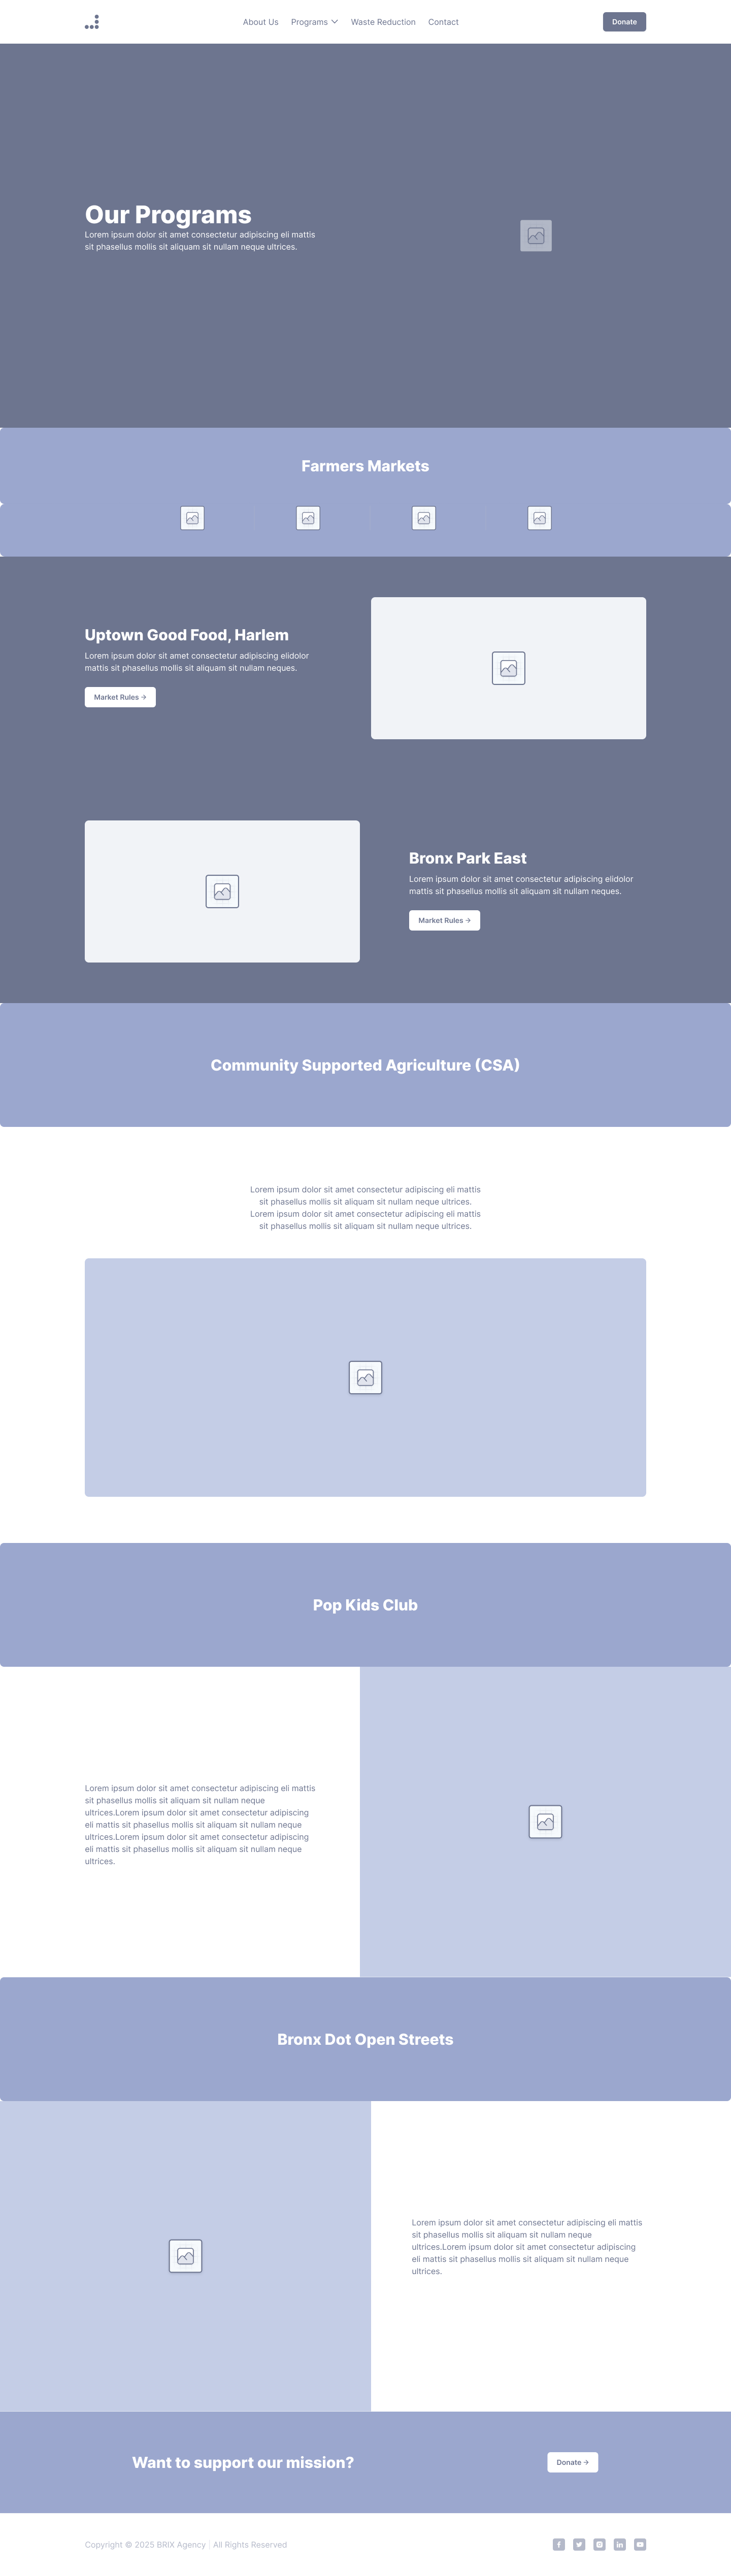 About Us
Programs
Waste Reduction
Contact
Donate
Our Programs
Lorem ipsum dolor sit amet consectetur adipiscing eli mattis
sit phasellus mollis sit aliquam sit nullam neque ultrices.
Farmers Markets
Uptown Good Food, Harlem
Lorem ipsum dolor sit amet consectetur adipiscing elidolor
mattis sit phasellus mollis sit aliquam sit nullam neques.
Market Rules →
Bronx Park East
Lorem ipsum dolor sit amet consectetur adipiscing elidolor
mattis sit phasellus mollis sit aliquam sit nullam neques.
Market Rules →
Community Supported Agriculture (CSA)
Lorem ipsum dolor sit amet consectetur adipiscing eli mattis
sit phasellus mollis sit aliquam sit nullam neque ultrices.
Lorem ipsum dolor sit amet consectetur adipiscing eli mattis
sit phasellus mollis sit aliquam sit nullam neque ultrices.
Pop Kids Club
Lorem ipsum dolor sit amet consectetur adipiscing eli mattis
sit phasellus mollis sit aliquam sit nullam neque
ultrices.Lorem ipsum dolor sit amet consectetur adipiscing
eli mattis sit phasellus mollis sit aliquam sit nullam neque
ultrices.Lorem ipsum dolor sit amet consectetur adipiscing
eli mattis sit phasellus mollis sit aliquam sit nullam neque
ultrices.
Bronx Dot Open Streets
Lorem ipsum dolor sit amet consectetur adipiscing eli mattis
sit phasellus mollis sit aliquam sit nullam neque
ultrices.Lorem ipsum dolor sit amet consectetur adipiscing
eli mattis sit phasellus mollis sit aliquam sit nullam neque
ultrices.
Want to support our mission?
Donate →
Copyright © 2025 BRIX Agency | All Rights Reserved